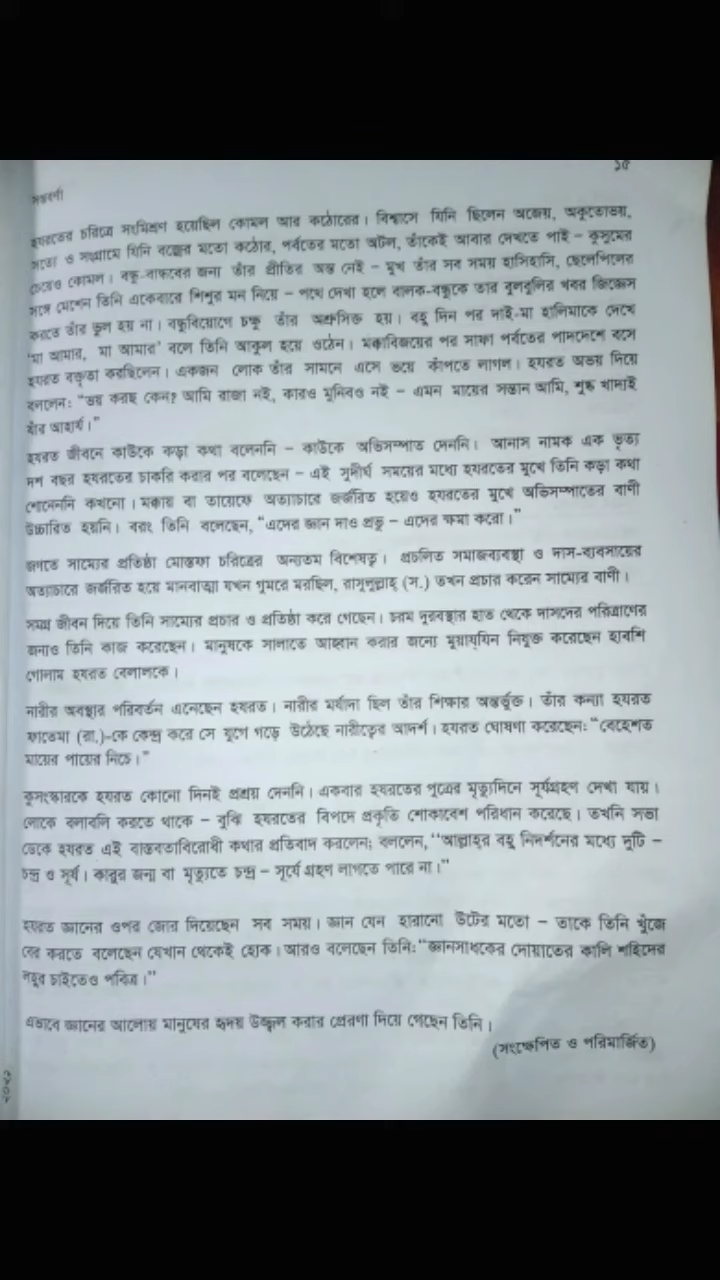 ১৫
সপ্তবর্ণা
হযরতের চরিত্রে সংমিশ্রণ হয়েছিল কোমল আর কঠোরের। বিশ্বাসে যিনি ছিলেন অজেয়, অকুতোভয়,
সত্যে ও সংগ্রামে যিনি বজ্রের মতো কঠোর, পর্বতের মতো অটল, তাঁকেই আবার দেখতে পাই – কুসুমের
চেয়েও কোমল। বন্ধু-বান্ধবের জন্য তাঁর প্রীতির অন্ত নেই – মুখ তাঁর সব সময় হাসিহাসি, ছেলেপিলের
সঙ্গে মেশেন তিনি একেবারে শিশুর মন নিয়ে – পথে দেখা হলে বালক-বন্ধুকে তার বুলবুলির খবর জিজ্ঞেস
করতে তাঁর ভুল হয় না। বন্ধুবিয়োগে চক্ষু তাঁর অশ্রুসিক্ত হয়। বহু দিন পর দাই-মা হালিমাকে দেখে
‘মা আমার, মা আমার’ বলে তিনি আকুল হয়ে ওঠেন। মক্কাবিজয়ের পর সাফা পর্বতের পাদদেশে বসে
হযরত বক্তৃতা করছিলেন। একজন লোক তাঁর সামনে এসে ভয়ে কাঁপতে লাগল। হযরত অভয় দিয়ে
বললেন: “ভয় করছ কেন? আমি রাজা নই, কারও মুনিবও নই – এমন মায়ের সন্তান আমি, শুষ্ক খাদ্যই
যাঁর আহার্য।”
হযরত জীবনে কাউকে কড়া কথা বলেননি – কাউকে অভিসম্পাত দেননি। আনাস নামক এক ভৃত্য
দশ বছর হযরতের চাকরি করার পর বলেছেন – এই সুদীর্ঘ সময়ের মধ্যে হযরতের মুখে তিনি কড়া কথা
শোনেননি কখনো। মক্কায় বা তায়েফে অত্যাচারে জর্জরিত হয়েও হযরতের মুখে অভিসম্পাতের বাণী
উচ্চারিত হয়নি। বরং তিনি বলেছেন, “এদের জ্ঞান দাও প্রভু – এদের ক্ষমা করো।”
জগতে সাম্যের প্রতিষ্ঠা মোস্তফা চরিত্রের অন্যতম বিশেষত্ব। প্রচলিত সমাজব্যবস্থা ও দাস-ব্যবসায়ের
অত্যাচারে জর্জরিত হয়ে মানবাত্মা যখন গুমরে মরছিল, রাসুলুল্লাহ্ (স.) তখন প্রচার করেন সাম্যের বাণী।
সমগ্র জীবন দিয়ে তিনি সাম্যের প্রচার ও প্রতিষ্ঠা করে গেছেন। চরম দুরবস্থার হাত থেকে দাসদের পরিত্রাণের
জন্যও তিনি কাজ করেছেন। মানুষকে সালাতে আহ্বান করার জন্যে মুয়ায্‌যিন নিযুক্ত করেছেন হাবশি
গোলাম হযরত বেলালকে।
নারীর অবস্থার পরিবর্তন এনেছেন হযরত। নারীর মর্যাদা ছিল তাঁর শিক্ষার অন্তর্ভুক্ত। তাঁর কন্যা হযরত
ফাতেমা (রা.)-কে কেন্দ্র করে সে যুগে গড়ে উঠেছে নারীত্বের আদর্শ। হযরত ঘোষণা করেছেন: “বেহেশত
মায়ের পায়ের নিচে।”
কুসংস্কারকে হযরত কোনো দিনই প্রশ্রয় দেননি। একবার হযরতের পুত্রের মৃত্যুদিনে সূর্যগ্রহণ দেখা যায়।
লোকে বলাবলি করতে থাকে – বুঝি হযরতের বিপদে প্রকৃতি শোকাবেশ পরিধান করেছে। তখনি সভা
ডেকে হযরত এই বাস্তবতাবিরোধী কথার প্রতিবাদ করলেন; বললেন, “আল্লাহর বহু নিদর্শনের মধ্যে দুটি –
চন্দ্র ও সূর্য। কারুর জন্ম বা মৃত্যুতে চন্দ্র – সূর্যে গ্রহণ লাগতে পারে না।”
হযরত জ্ঞানের ওপর জোর দিয়েছেন সব সময়। জ্ঞান যেন হারানো উটের মতো – তাকে তিনি খুঁজে
বের করতে বলেছেন যেখান থেকেই হোক। আরও বলেছেন তিনি: “জ্ঞানসাধকের দোয়াতের কালি শহিদের
লহুর চাইতেও পবিত্র।”
এভাবে জ্ঞানের আলোয় মানুষের হৃদয় উজ্জ্বল করার প্রেরণা দিয়ে গেছেন তিনি।
(সংক্ষেপিত ও পরিমার্জিত)